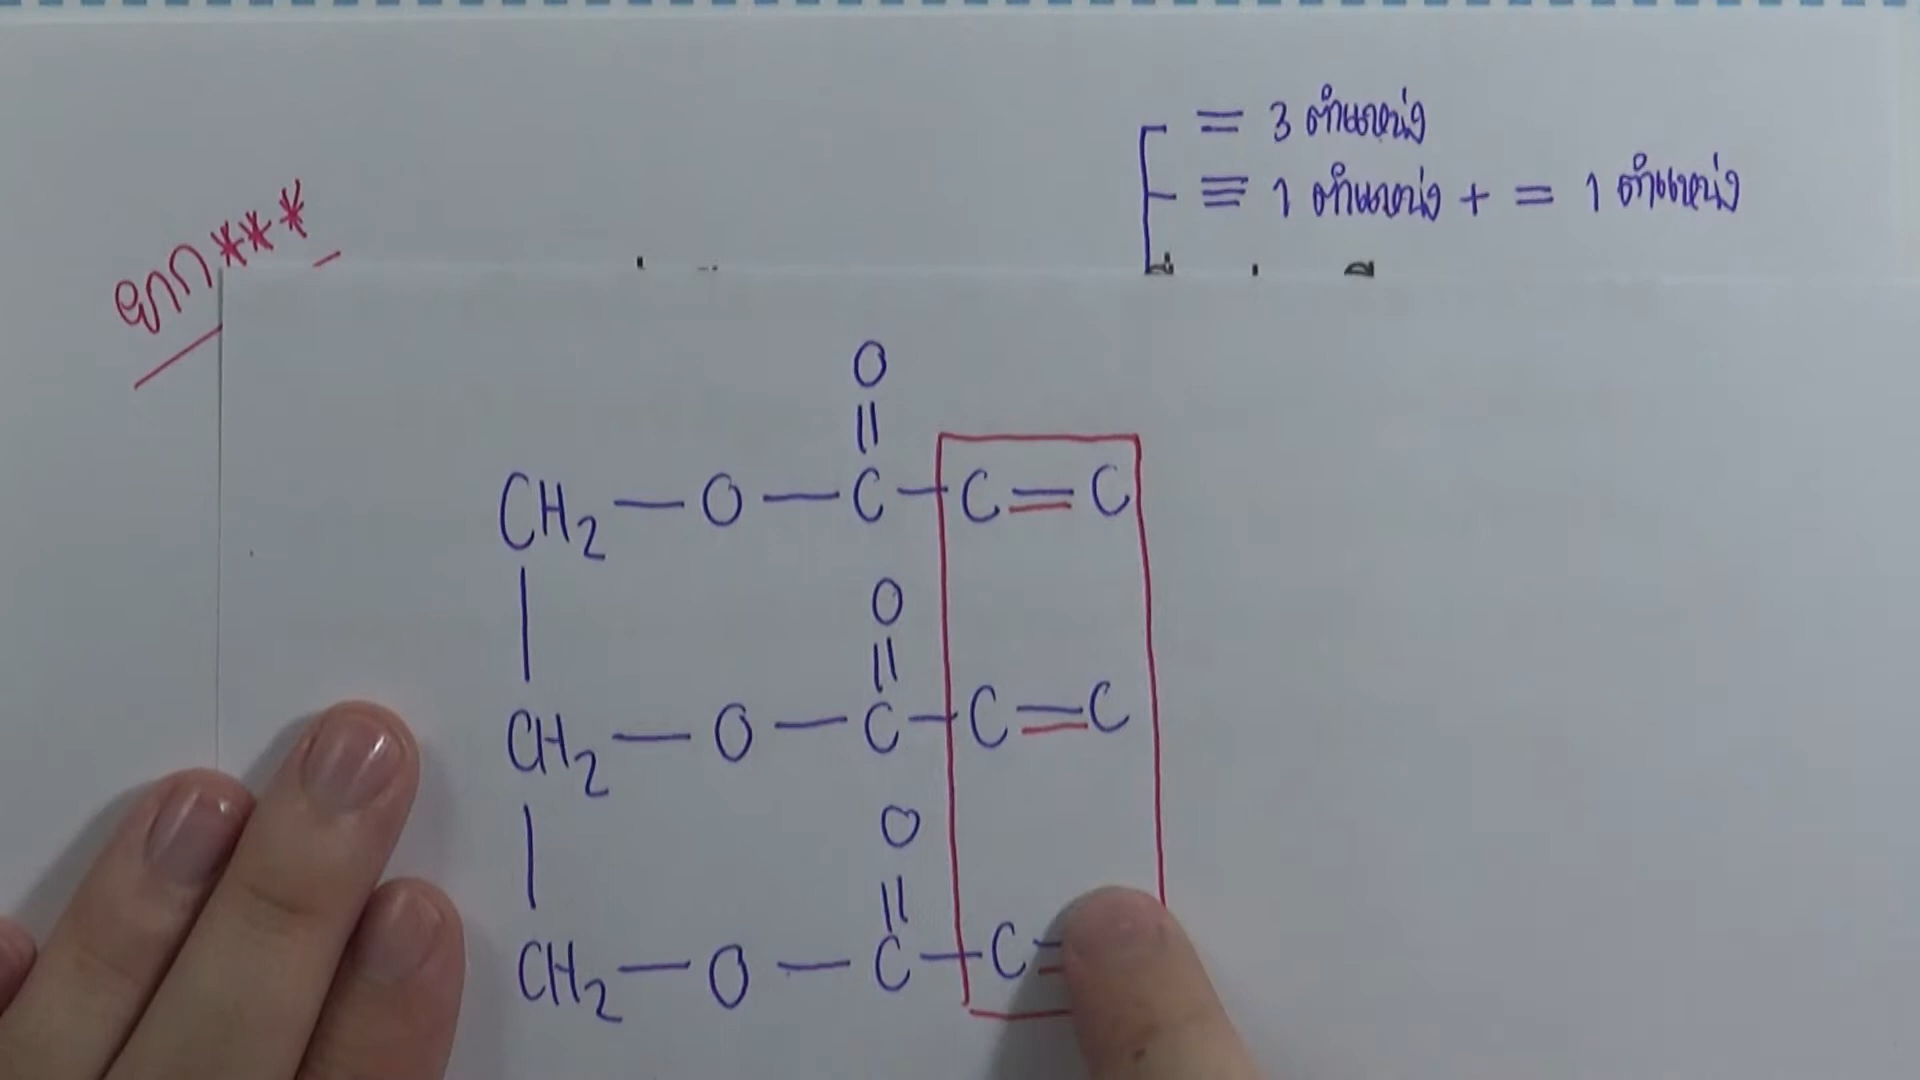 = 3 ตำแหน่ง
≡ 1 ตำแหน่ง + = 1 ตำแหน่ง
ยาก***
O
||
CH₂ — O — C — C = C
|
O
||
CH₂ — O — C — C = C
|
O
||
CH₂ — O — C — C =